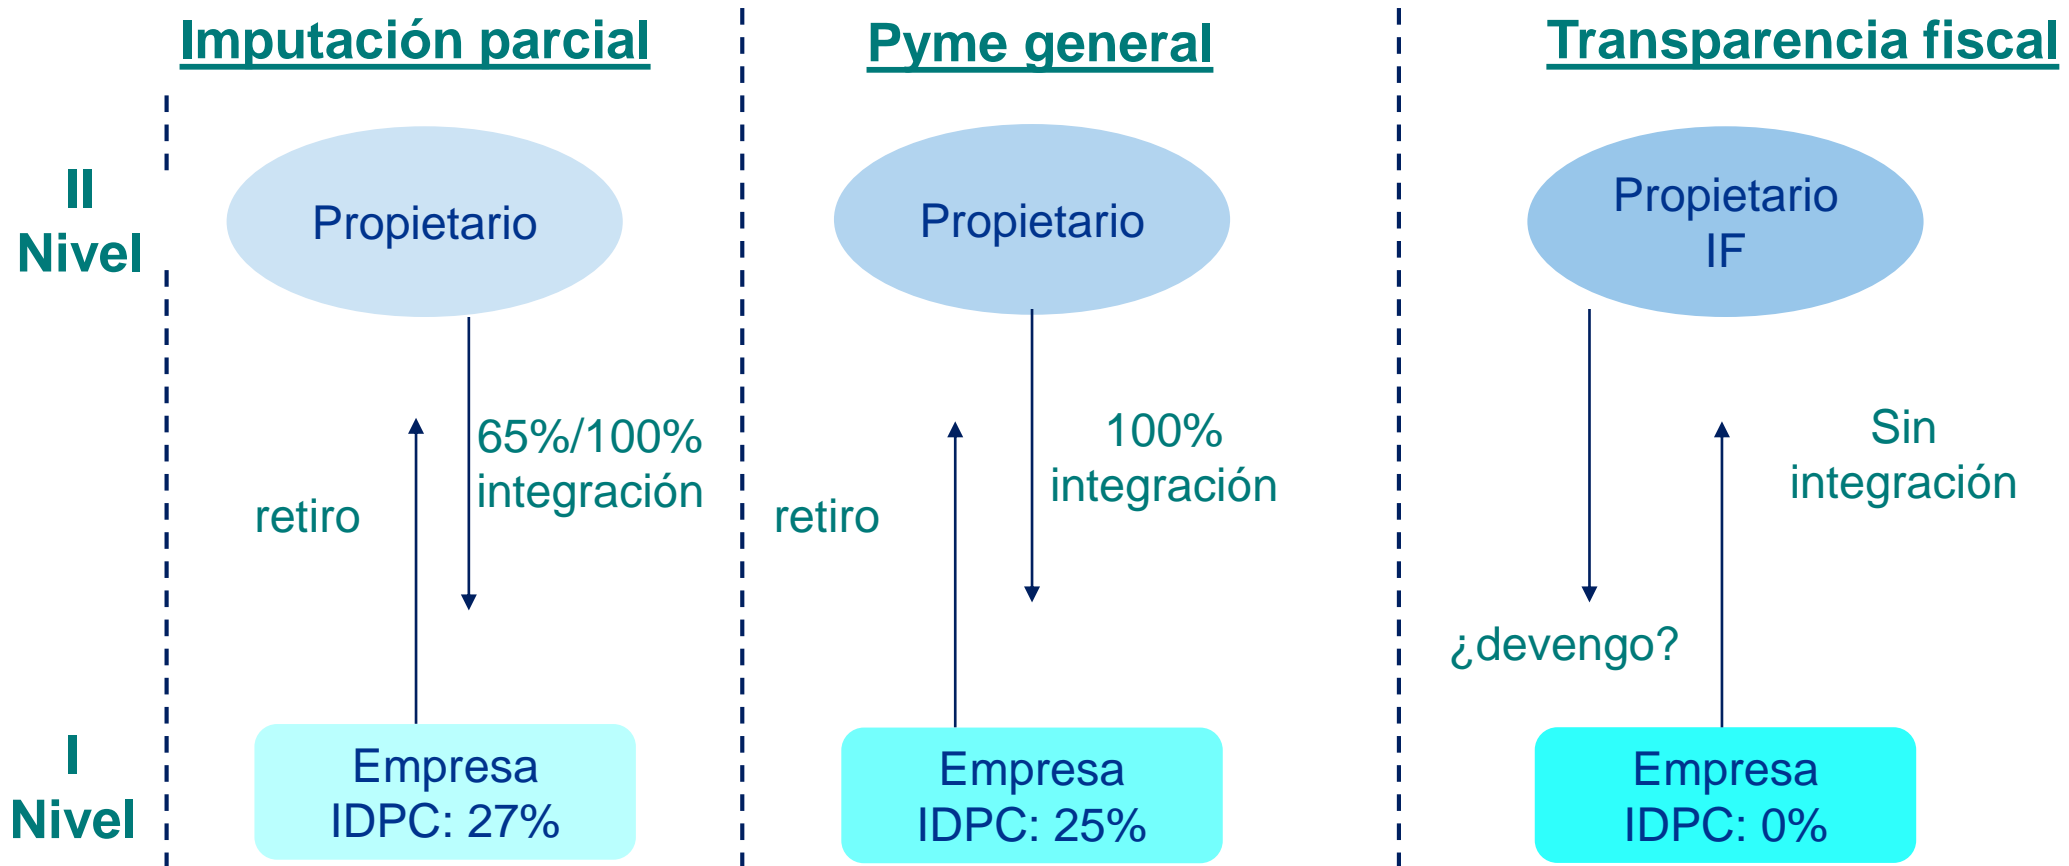 Imputación parcial
Pyme general
Transparencia fiscal
II
Nivel
Propietario
Propietario
Propietario
IF
retiro
65%/100%
integración
retiro
100%
integración
¿devengo?
Sin
integración
I
Nivel
Empresa
IDPC: 27%
Empresa
IDPC: 25%
Empresa
IDPC: 0%